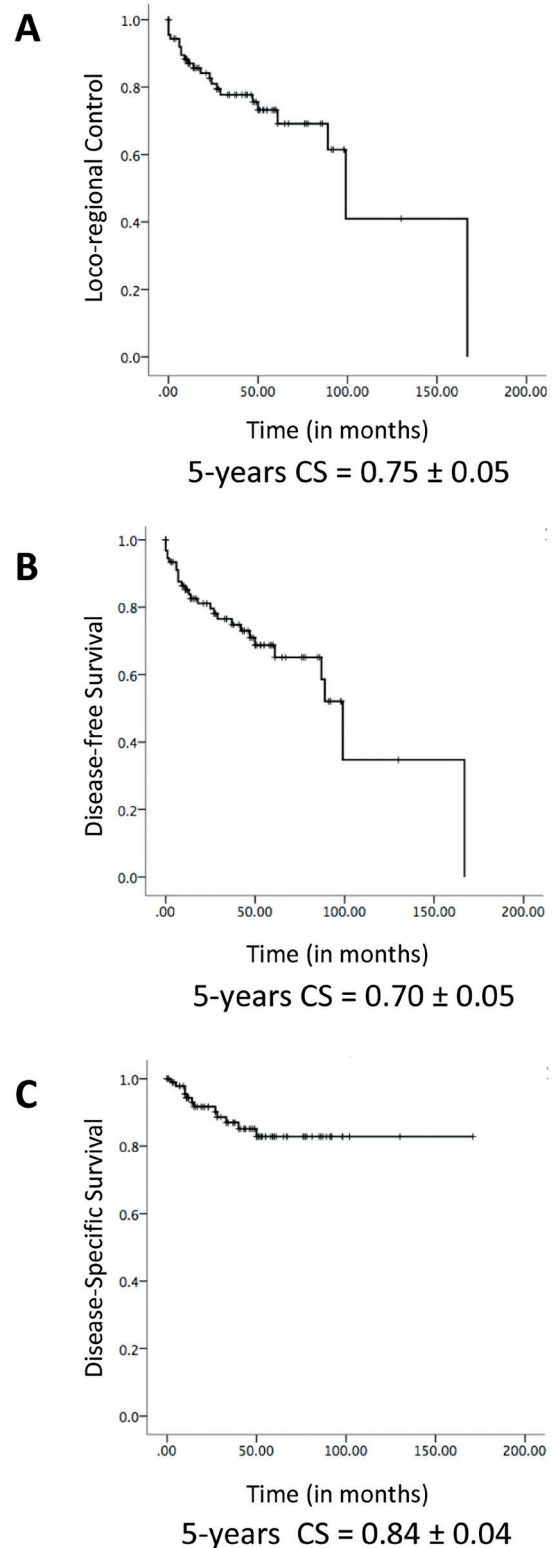 A
Loco-regional Control
1.0
0.8
0.6
0.4
0.2
0.0
.00 50.00 100.00 150.00 200.00
Time (in months)
5-years CS = 0.75 ± 0.05
B
Disease-free Survival
1.0
0.8
0.6
0.4
0.2
0.0
.00 50.00 100.00 150.00 200.00
Time (in months)
5-years CS = 0.70 ± 0.05
C
Disease-Specific Survival
1.0
0.8
0.6
0.4
0.2
0.0
.00 50.00 100.00 150.00 200.00
Time (in months)
5-years CS = 0.84 ± 0.04